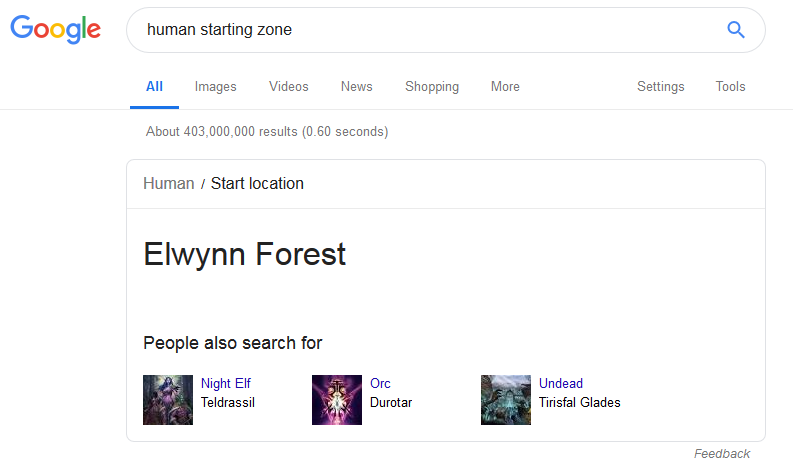 Google
human starting zone
All Images Videos News Shopping More Settings Tools
About 403,000,000 results (0.60 seconds)
Human / Start location
Elwynn Forest
People also search for
Night Elf
Teldrassil
Orc
Durotar
Undead
Tirisfal Glades
Feedback